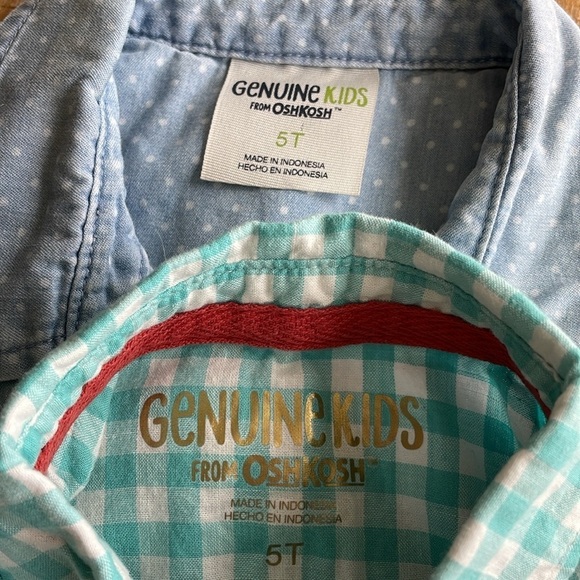 GENUINE KIDS
FROM OSHKOSH™
5T
MADE IN INDONESIA
HECHO EN INDONESIA
GENUINE KIDS
FROM OSHKOSH™
MADE IN INDONESIA
HECHO EN INDONESIA
5T